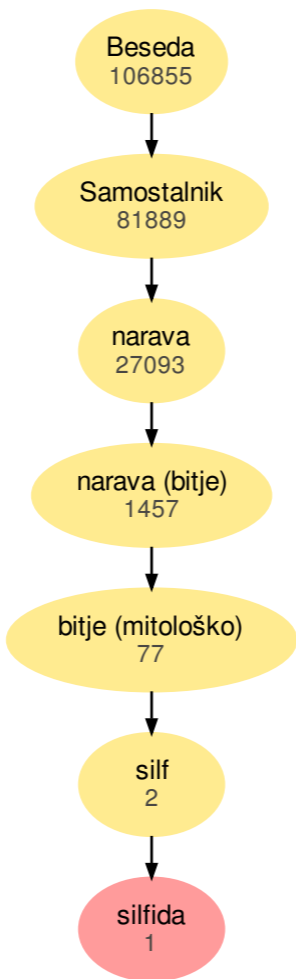 Beseda
106855
Samostalnik
81889
narava
27093
narava (bitje)
1457
bitje (mitološko)
77
silf
2
silfida
1